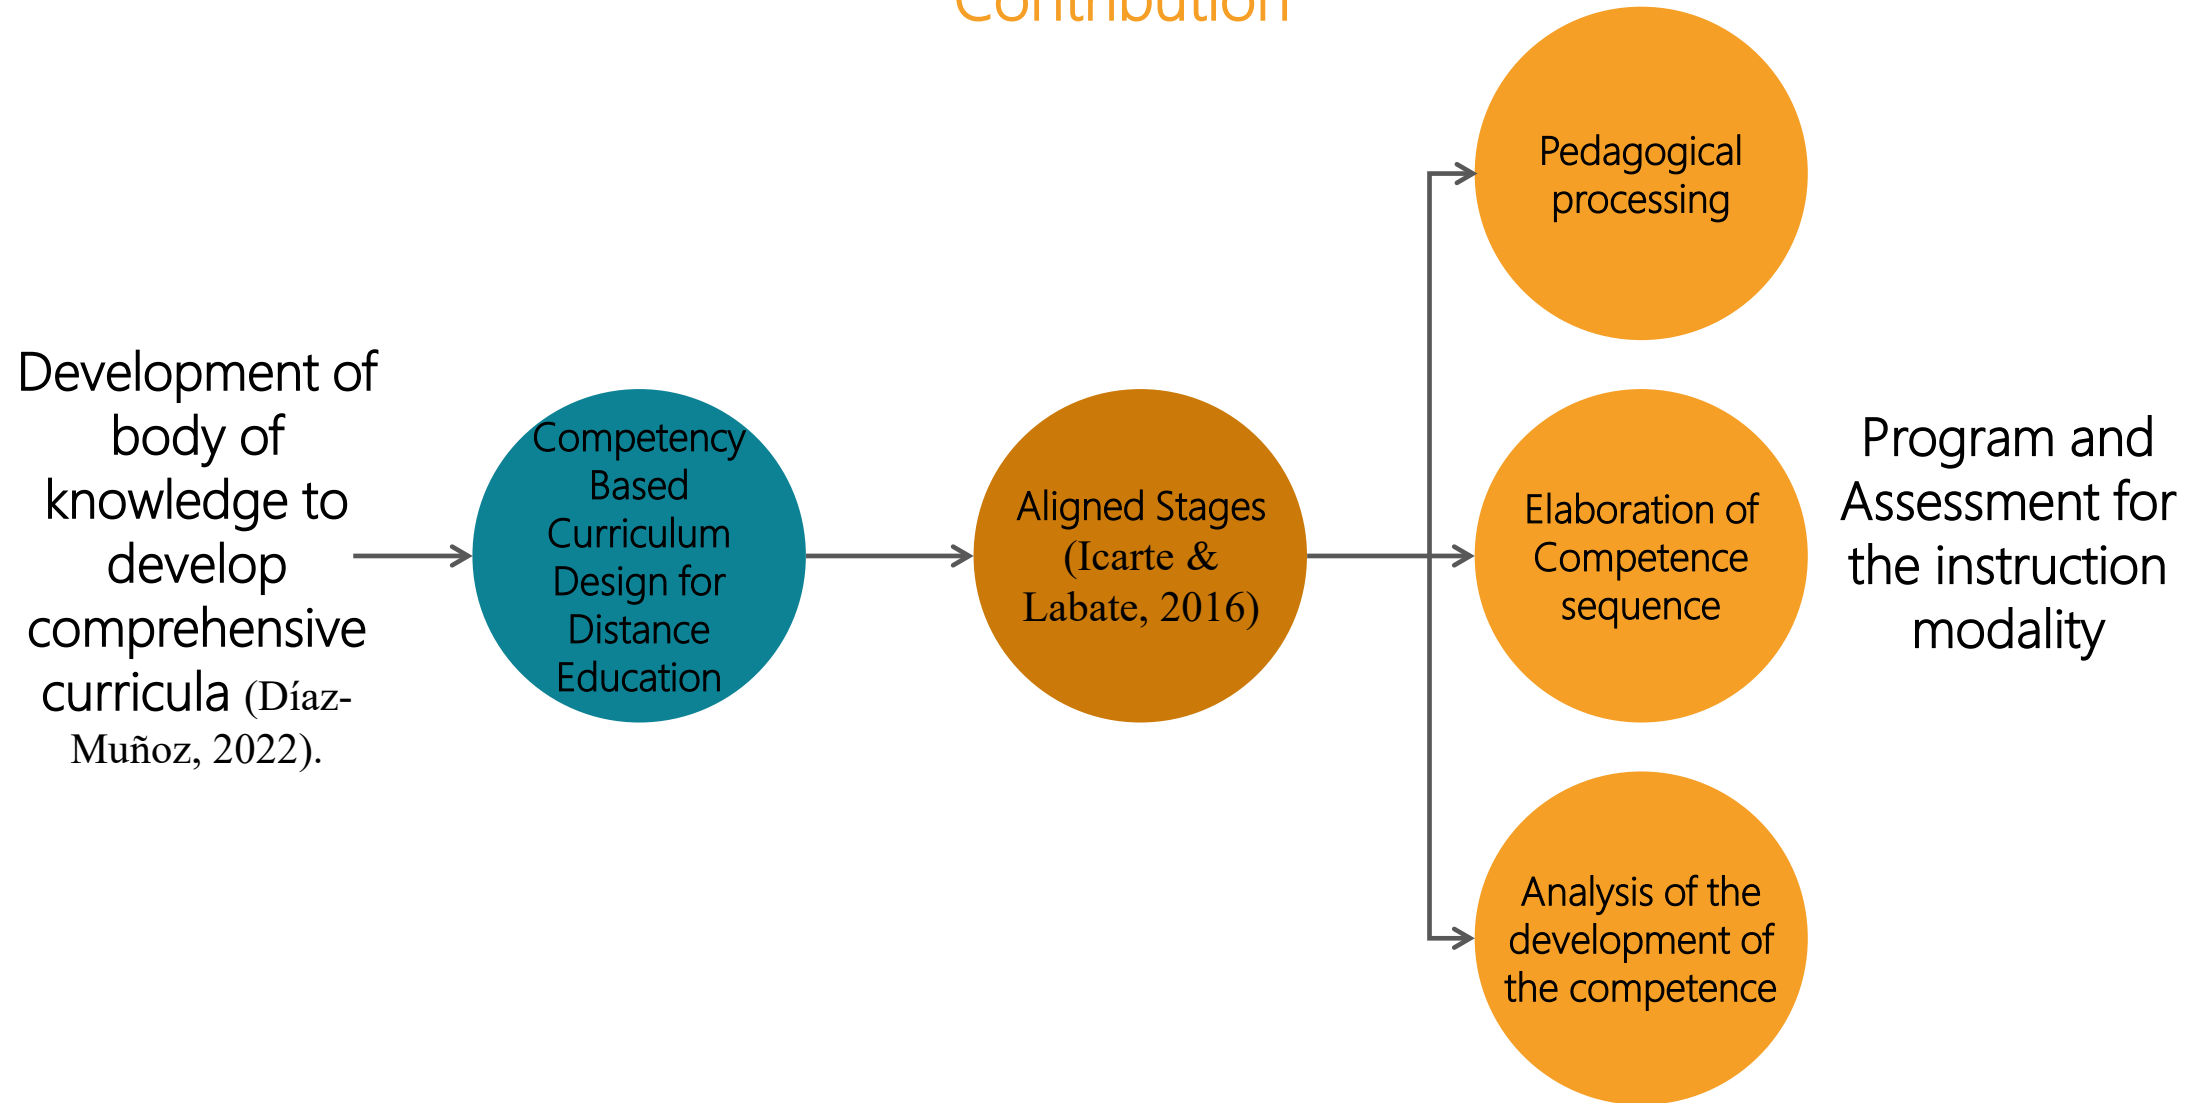 Contribution
Development of
body of
knowledge to
develop
comprehensive
curricula (Díaz-
Muñoz, 2022).
Competency
Based
Curriculum
Design for
Distance
Education
Aligned Stages
(Icarte &
Labate, 2016)
Pedagogical
processing
Elaboration of
Competence
sequence
Analysis of the
development of
the competence
Program and
Assessment for
the instruction
modality